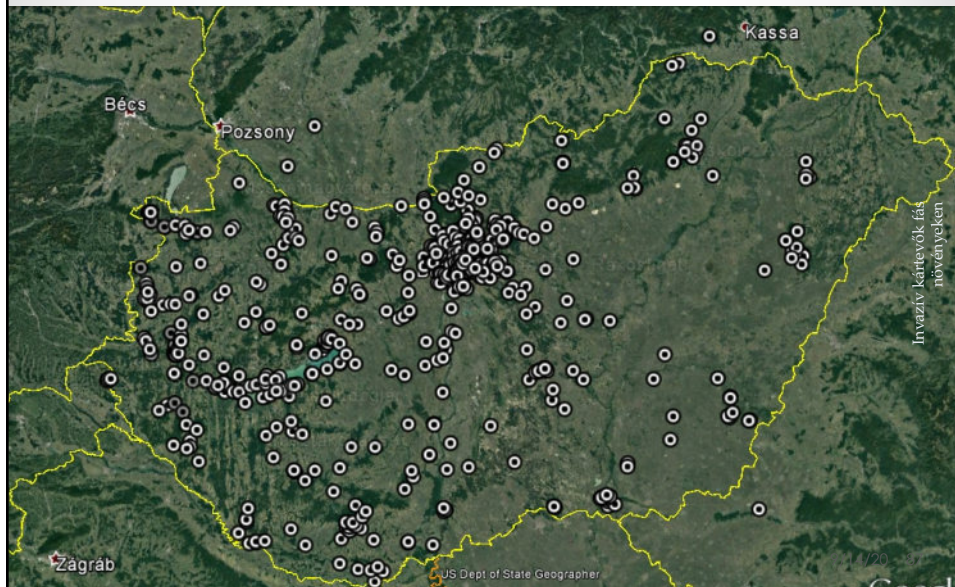 Kassa
Bécs
Pozsony
Invazív kártevők fás
növényeken
Zágráb
US Dept of State Geographer